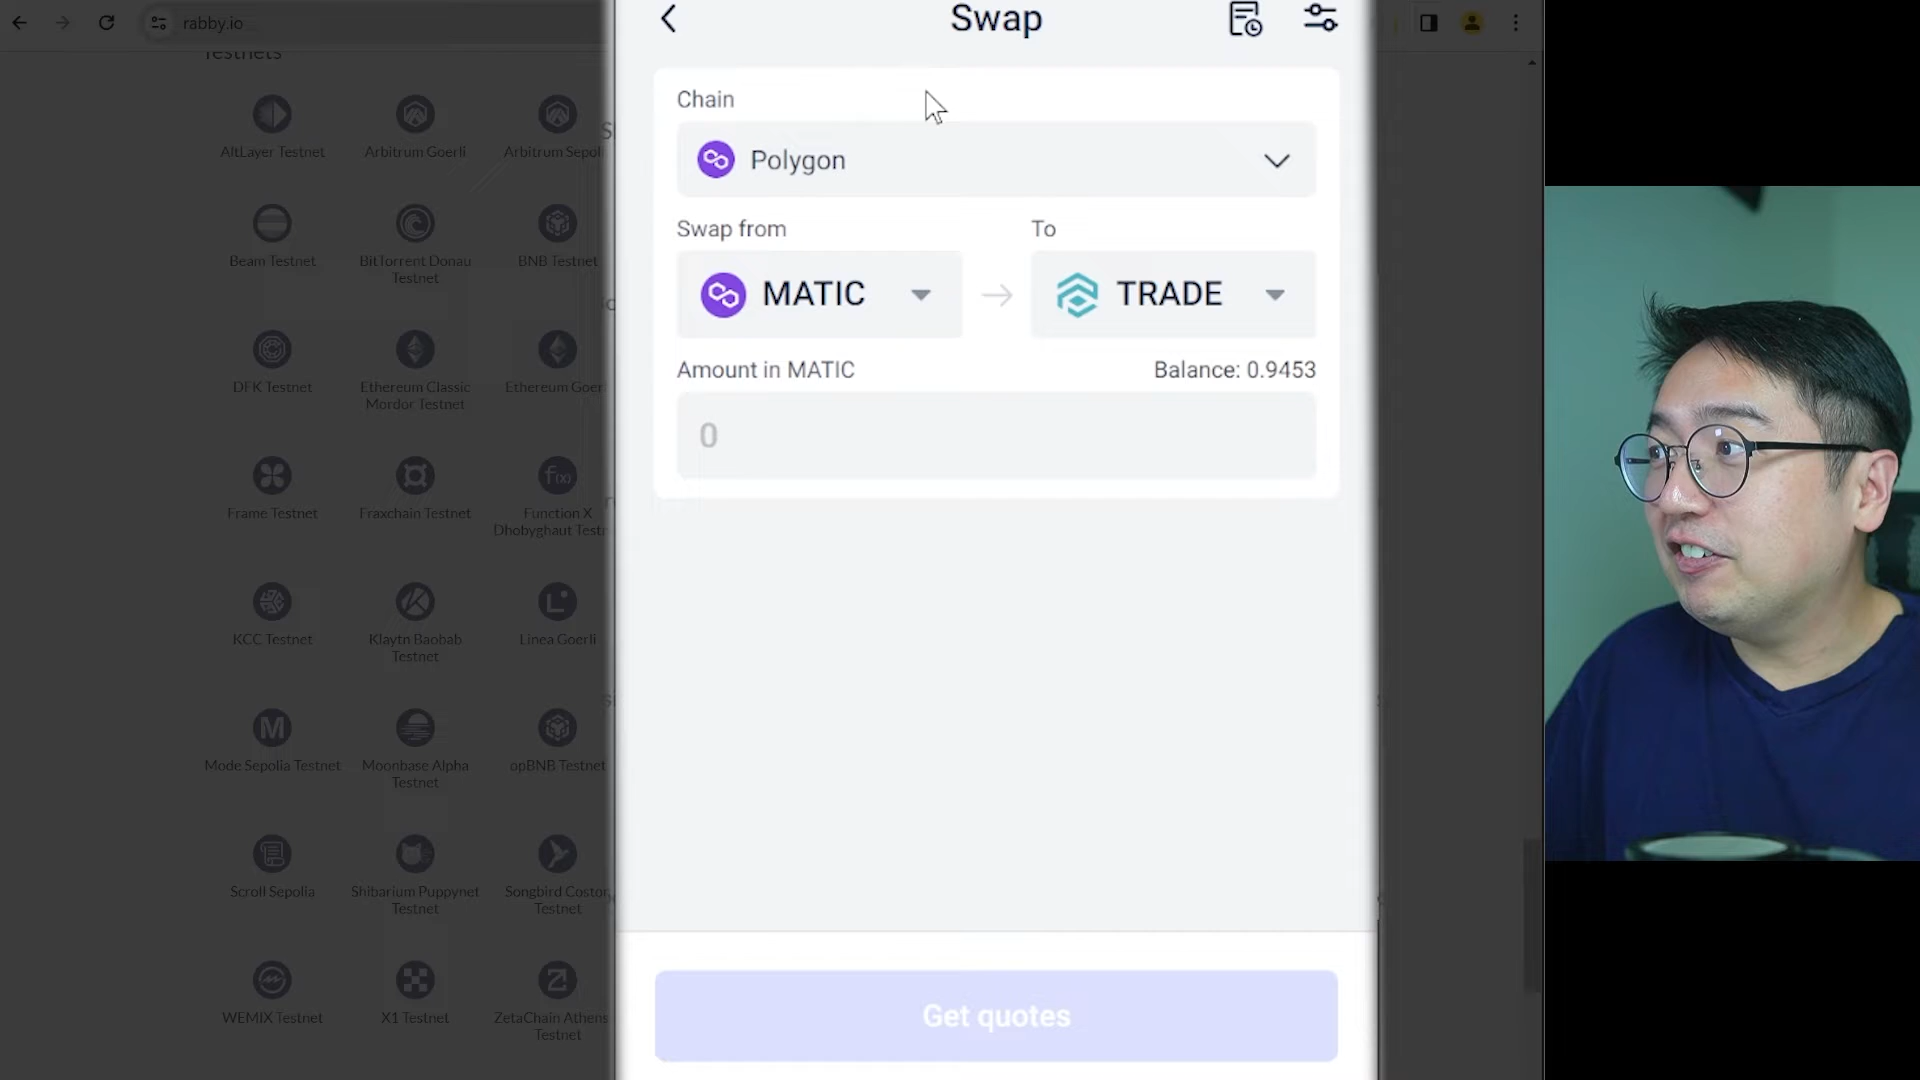 rabby.io
Testnets
AltLayer Testnet
Arbitrum Goerli
Arbitrum Sepoli
Beam Testnet
BitTorrent Donau
Testnet
BNB Testnet
DFK Testnet
Ethereum Classic
Mordor Testnet
Ethereum Goer
Frame Testnet
Fraxchain Testnet
f(x)
Function X
Dhobyghaut Testn
KCC Testnet
Klaytn Baobab
Testnet
Linea Goerli
Mode Sepolia Testnet
Moonbase Alpha
Testnet
opBNB Testnet
Scroll Sepolia
Shibarium Puppynet
Testnet
Songbird Coston
Testnet
WEMIX Testnet
X1 Testnet
ZetaChain Athens
Testnet
Swap
Chain
Polygon
Swap from
To
MATIC
TRADE
Amount in MATIC
Balance: 0.9453
0
Get quotes